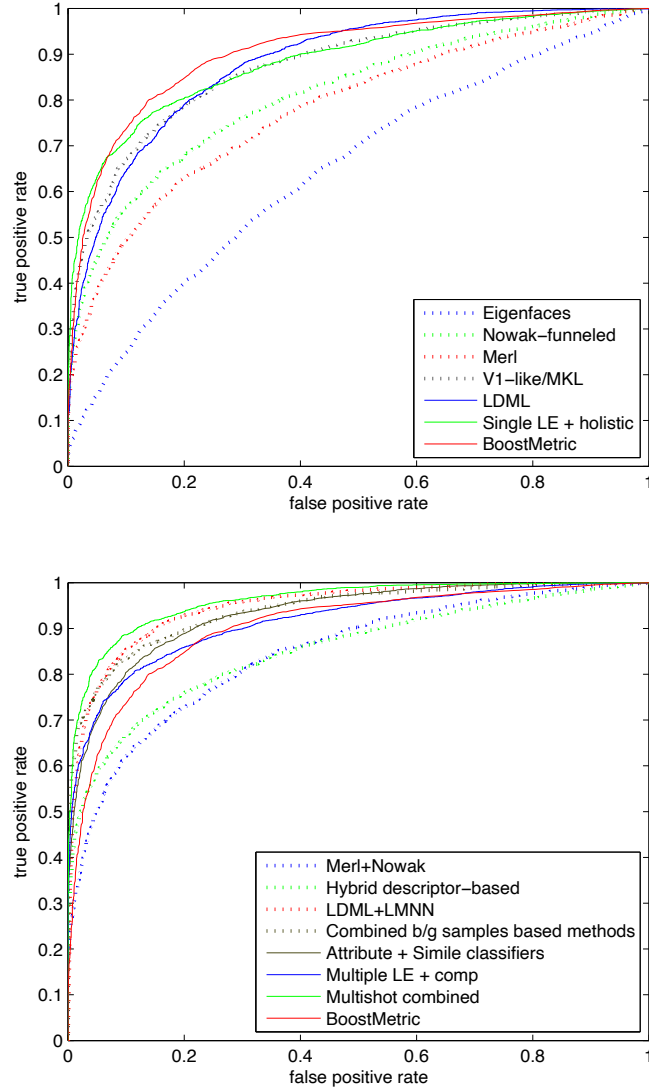 1
0.9
0.8
0.7
0.6
0.5
0.4
0.3
0.2
0.1
0
true positive rate
Eigenfaces
Nowak−funneled
Merl
V1−like/MKL
LDML
Single LE + holistic
BoostMetric
0 0.2 0.4 0.6 0.8 1
false positive rate
1
0.9
0.8
0.7
0.6
0.5
0.4
0.3
0.2
0.1
0
true positive rate
Merl+Nowak
Hybrid descriptor−based
LDML+LMNN
Combined b/g samples based methods
Attribute + Simile classifiers
Multiple LE + comp
Multishot combined
BoostMetric
0 0.2 0.4 0.6 0.8 1
false positive rate